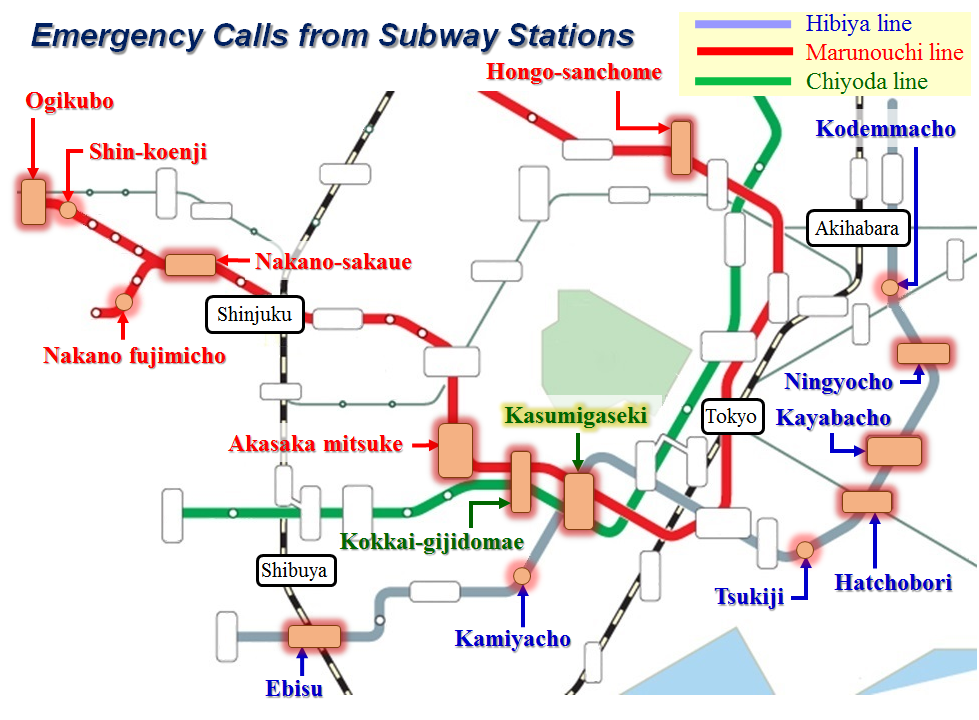 Emergency Calls from Subway Stations
Hibiya line
Marunouchi line
Chiyoda line
Hongo-sanchome
Ogikubo
Kodemmacho
Shin-koenji
Akihabara
Nakano-sakaue
Shinjuku
Nakano fujimicho
Ningyocho
Kasumigaseki
Tokyo
Kayabacho
Akasaka mitsuke
Kokkai-gijidomae
Shibuya
Hatchobori
Tsukiji
Kamiyacho
Ebisu